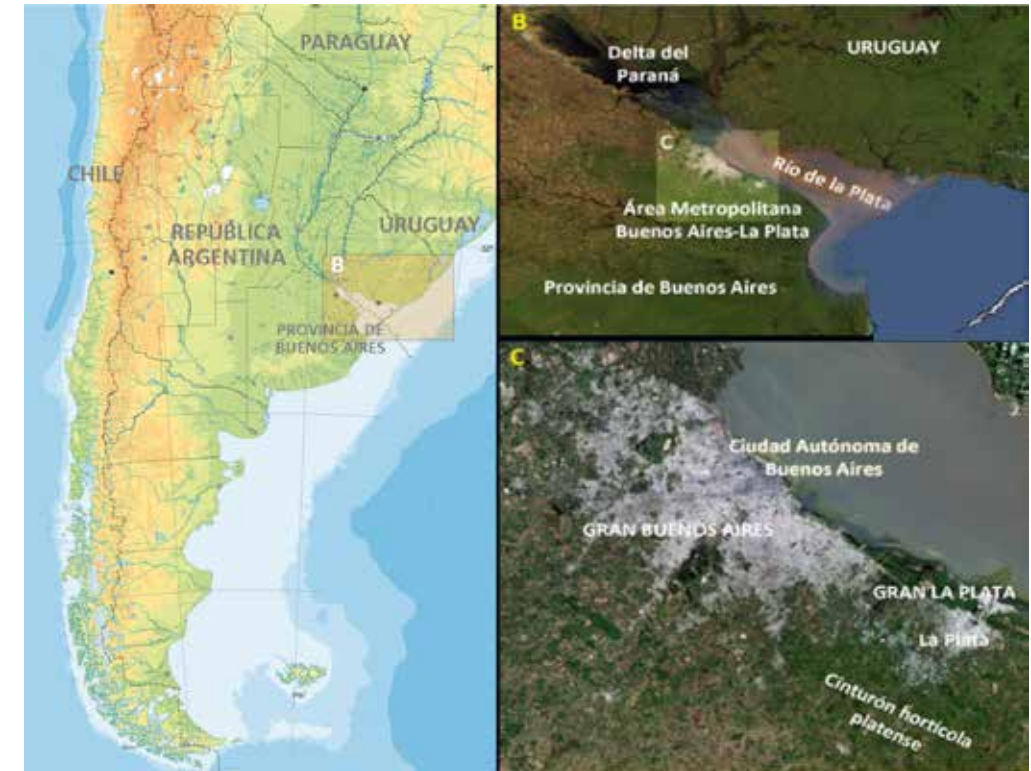 PARAGUAY
CHILE
REPÚBLICA
ARGENTINA
URUGUAY
B
PROVINCIA DE
BUENOS AIRES
B
Delta del
Paraná
URUGUAY
C
Río de la Plata
Área Metropolitana
Buenos Aires-La Plata
Provincia de Buenos Aires
C
Ciudad Autónoma de
Buenos Aires
GRAN BUENOS AIRES
GRAN LA PLATA
La Plata
Cinturón hortícola
platense